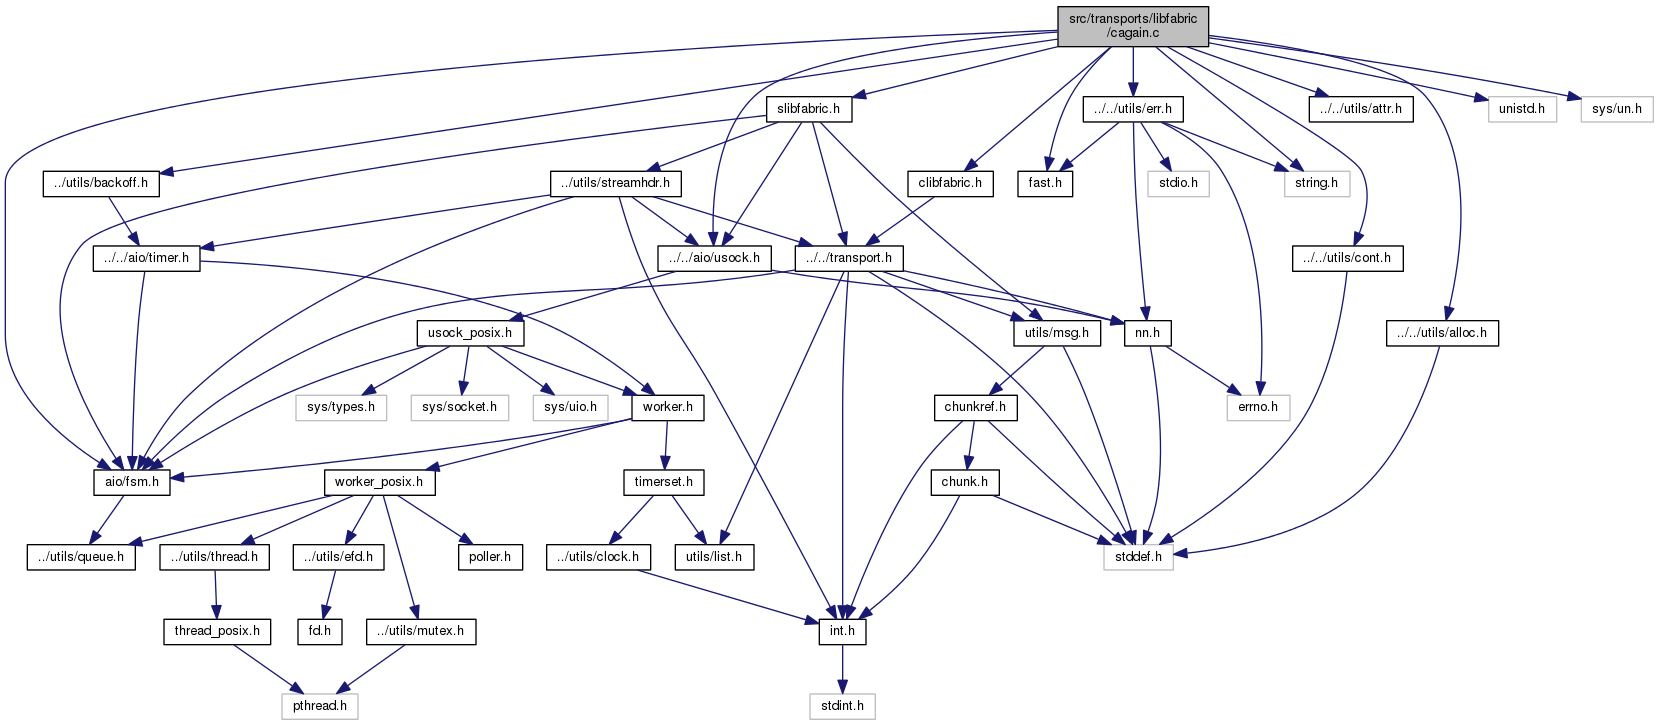 src/transports/libfabric
/cagain.c
slibfabric.h
../../utils/err.h
../../utils/attr.h
unistd.h
sys/un.h
../utils/backoff.h
../utils/streamhdr.h
clibfabric.h
fast.h
stdio.h
string.h
../../aio/timer.h
../../aio/usock.h
../../transport.h
../../utils/cont.h
usock_posix.h
utils/msg.h
nn.h
../../utils/alloc.h
sys/types.h
sys/socket.h
sys/uio.h
worker.h
chunkref.h
errno.h
aio/fsm.h
worker_posix.h
timerset.h
chunk.h
../utils/queue.h
../utils/thread.h
../utils/efd.h
poller.h
../utils/clock.h
utils/list.h
stddef.h
thread_posix.h
fd.h
../utils/mutex.h
int.h
pthread.h
stdint.h